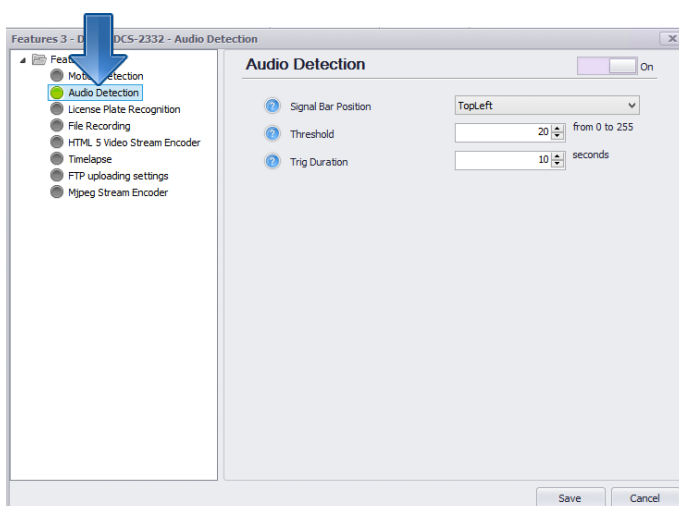 Features 3 - D DCS-2332 - Audio Detection
Feat
Motion Detection
Audio Detection
License Plate Recognition
File Recording
HTML 5 Video Stream Encoder
Timelapse
FTP uploading settings
Mjpeg Stream Encoder
Audio Detection
On
Signal Bar Position
TopLeft
Threshold
20
from 0 to 255
Trig Duration
10
seconds
Save
Cancel